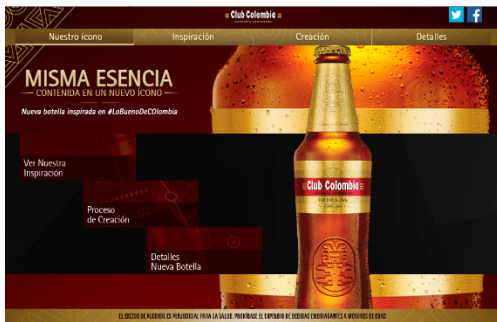 Club Colombia
Nuestro ícono
Inspiración
Creación
Detalles
MISMA ESENCIA
CONTENIDA EN UN NUEVO ÍCONO
Nueva botella inspirada en #LoBuenoDeCOlombia
Ver Nuestra
Inspiración
Proceso
de Creación
Detalles
Nueva Botella
Club Colombia
DORADA
EL EXCESO DE ALCOHOL ES PERJUDICIAL PARA LA SALUD. PROHÍBASE EL EXPENDIO DE BEBIDAS EMBRIAGANTES A MENORES DE EDAD.